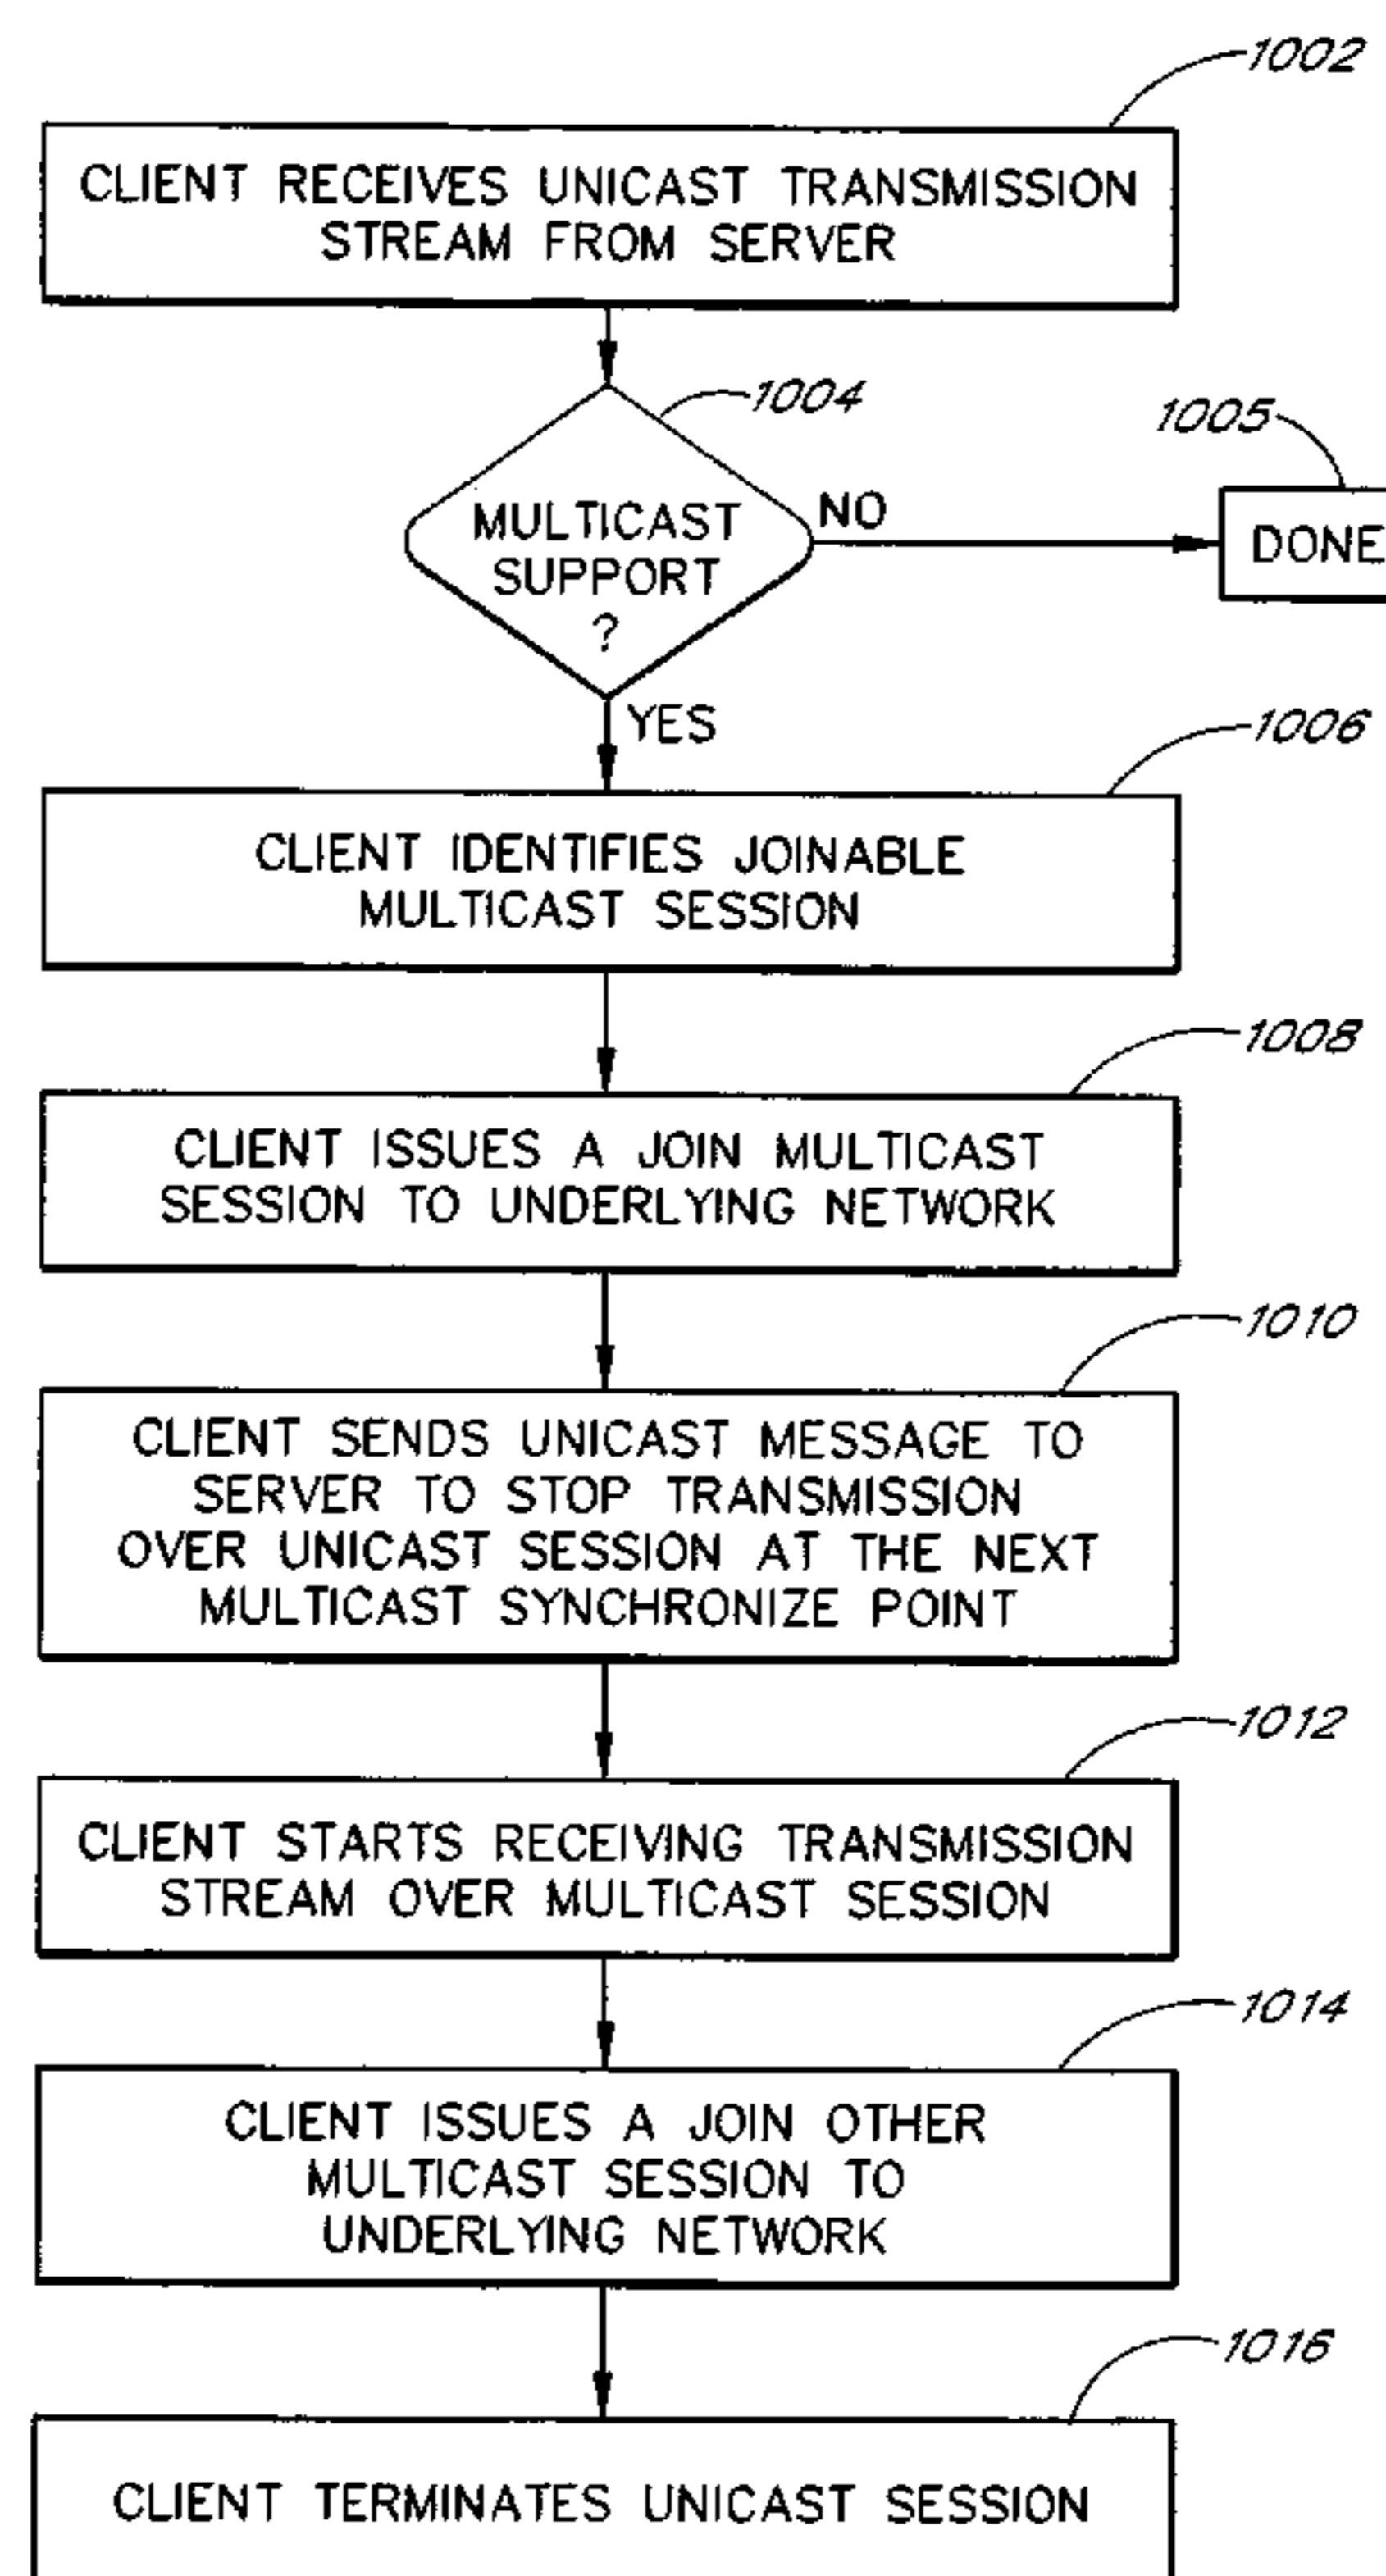 1002
CLIENT RECEIVES UNICAST TRANSMISSION
STREAM FROM SERVER
1004
MULTICAST
SUPPORT
?
NO
1005
DONE
YES
1006
CLIENT IDENTIFIES JOINABLE
MULTICAST SESSION
1008
CLIENT ISSUES A JOIN MULTICAST
SESSION TO UNDERLYING NETWORK
1010
CLIENT SENDS UNICAST MESSAGE TO
SERVER TO STOP TRANSMISSION
OVER UNICAST SESSION AT THE NEXT
MULTICAST SYNCHRONIZE POINT
1012
CLIENT STARTS RECEIVING TRANSMISSION
STREAM OVER MULTICAST SESSION
1014
CLIENT ISSUES A JOIN OTHER
MULTICAST SESSION TO
UNDERLYING NETWORK
1016
CLIENT TERMINATES UNICAST SESSION